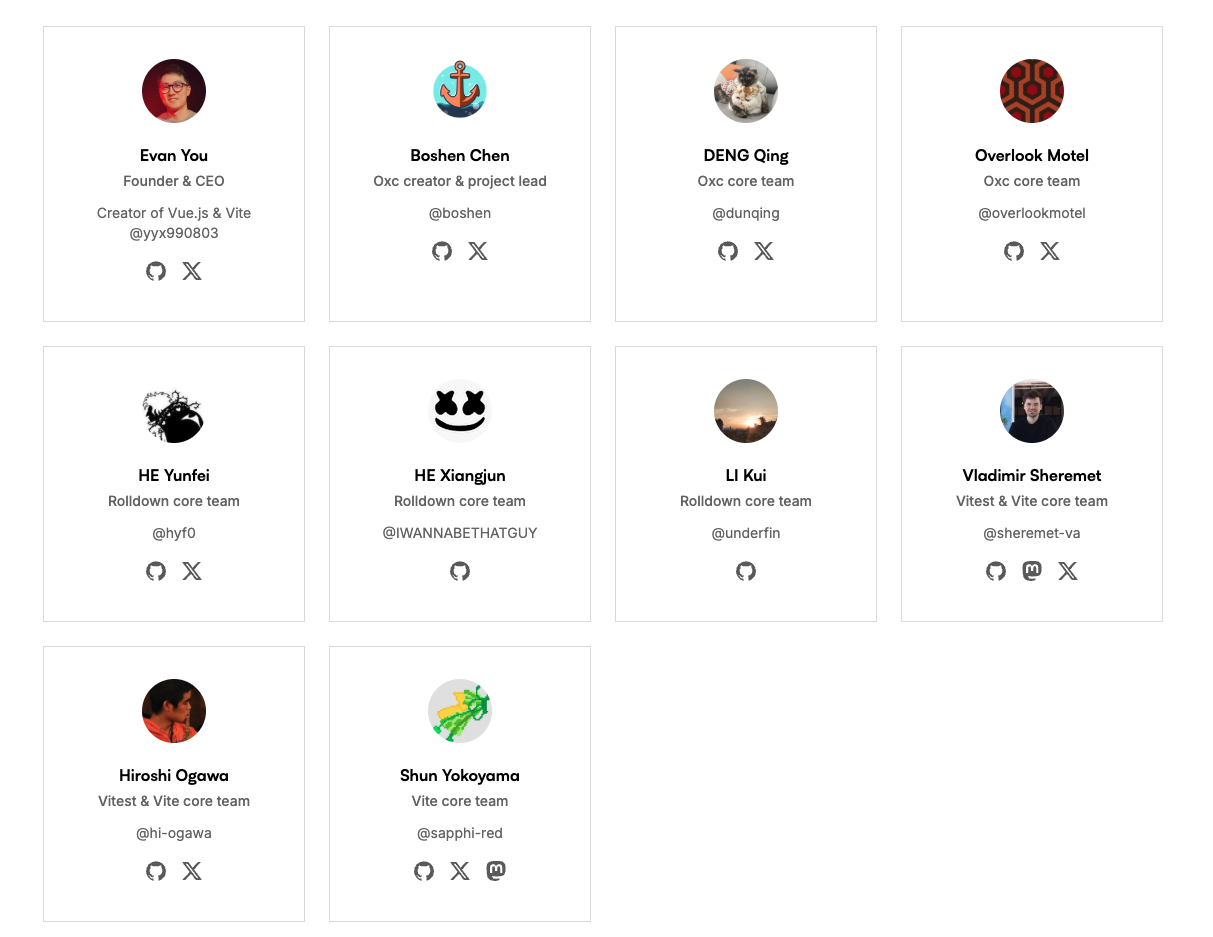 Evan You
Founder & CEO
Creator of Vue.js & Vite
@yyx990803
Boshen Chen
Oxc creator & project lead
@boshen
DENG Qing
Oxc core team
@dunqing
Overlook Motel
Oxc core team
@overlookmotel
HE Yunfei
Rolldown core team
@hyf0
HE Xiangjun
Rolldown core team
@IWANNABETHATGUY
LI Kui
Rolldown core team
@underfin
Vladimir Sheremet
Vitest & Vite core team
@sheremet-va
Hiroshi Ogawa
Vitest & Vite core team
@hi-ogawa
Shun Yokoyama
Vite core team
@sapphi-red